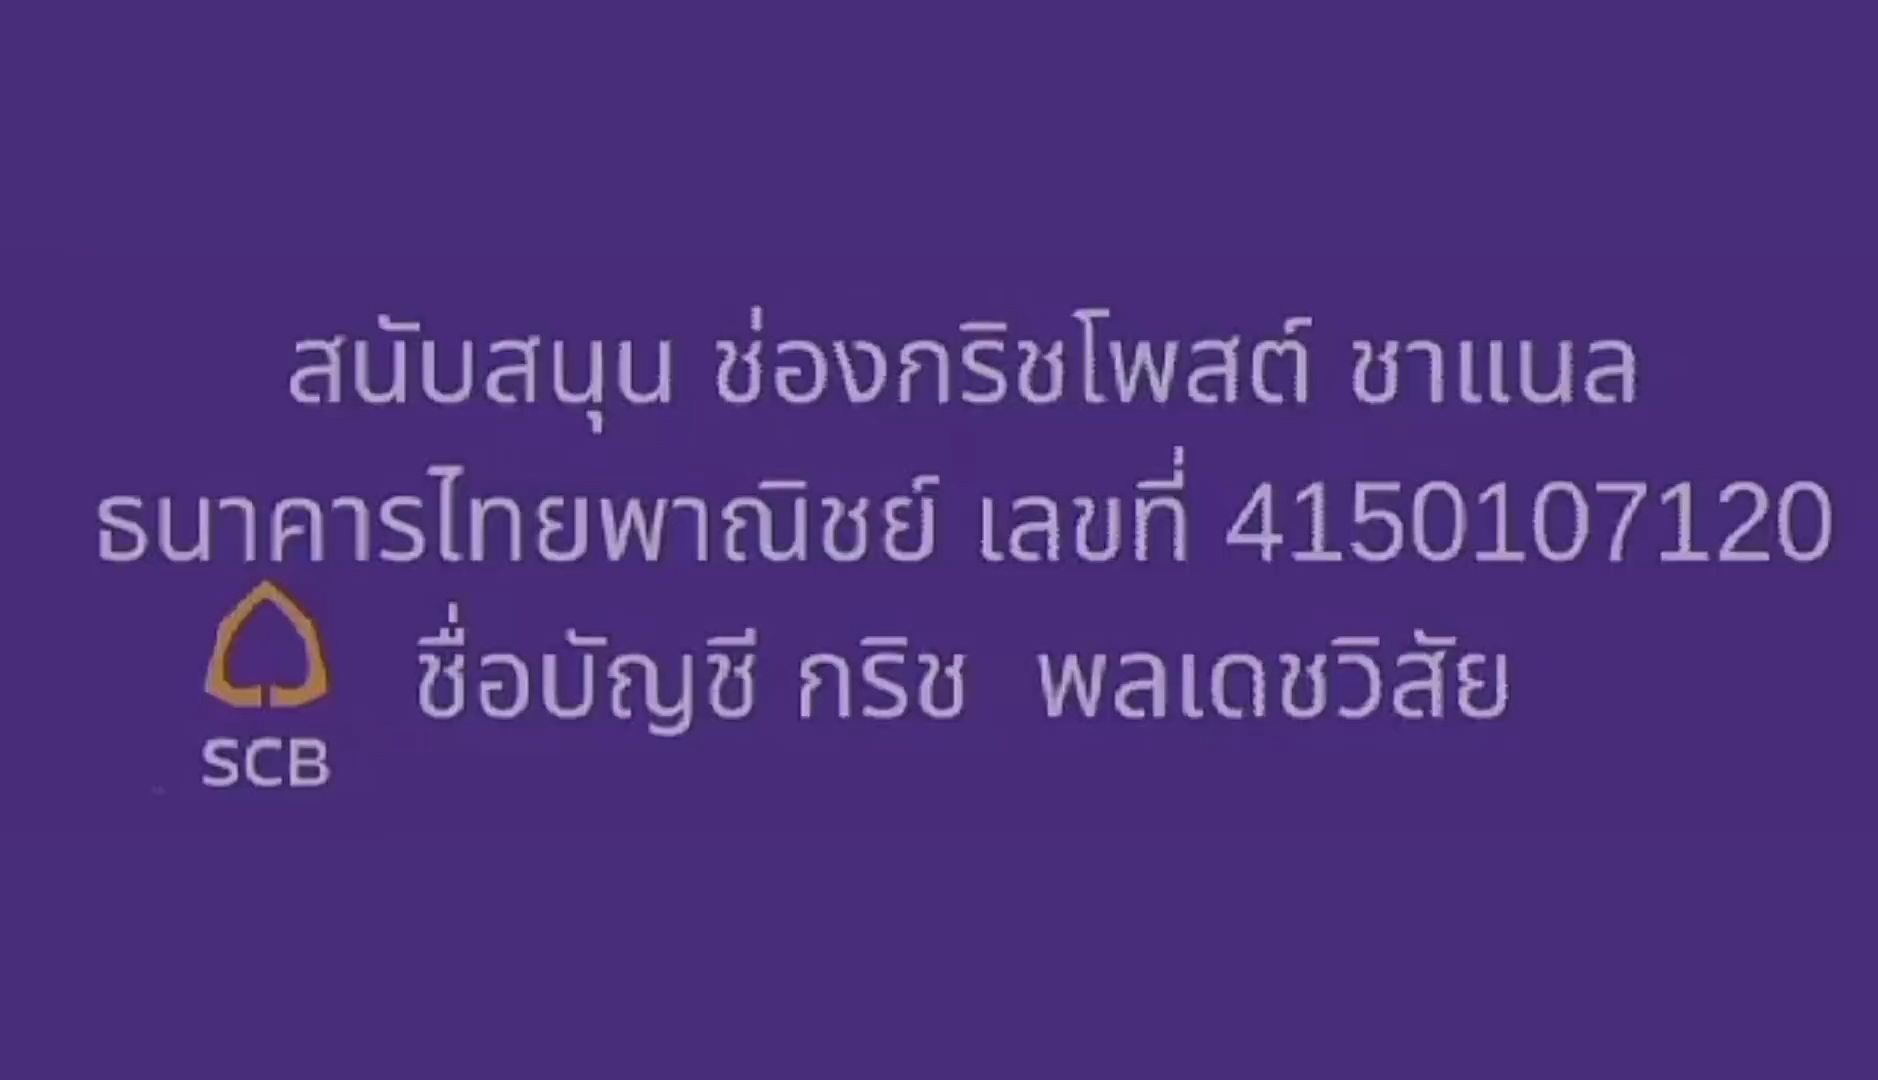 สนับสนุน ช่องกริชโพสต์ ชาแนล
ธนาคารไทยพาณิชย์ เลขที่ 4150107120
ชื่อบัญชี กริช  พลเดชวิสัย
SCB